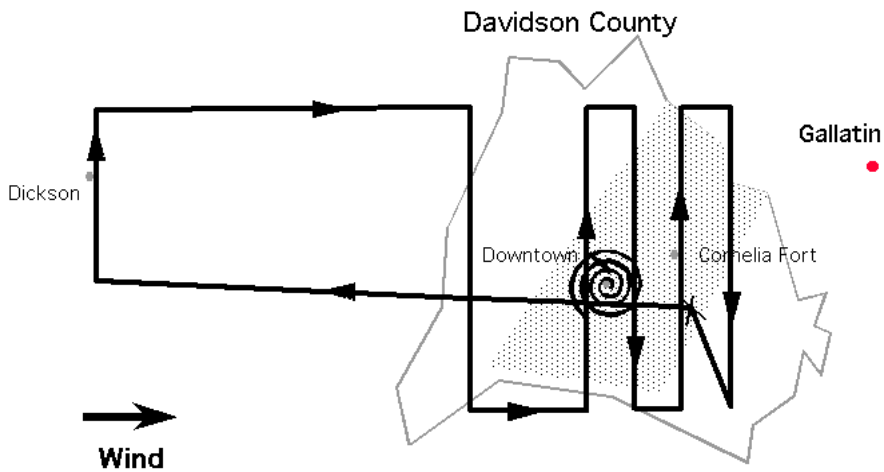 Davidson County
Gallatin
Dickson
Downtown
Cornelia Fort
Wind